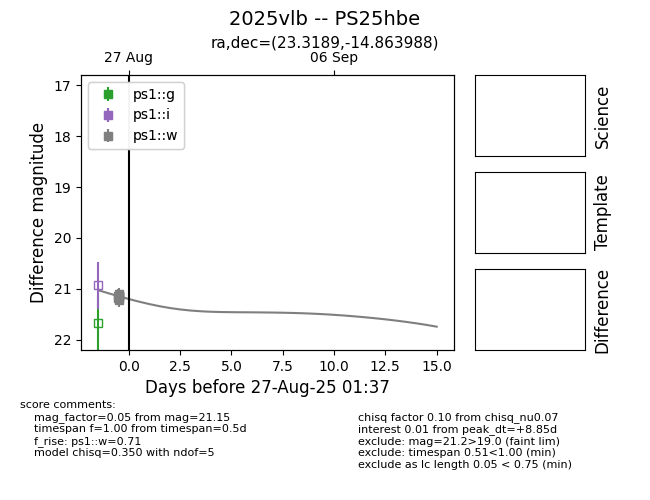 2025vlb -- PS25hbe
ra,dec=(23.3189,-14.863988)
27 Aug
06 Sep
17
18
19
20
21
22
Difference magnitude
ps1::g
ps1::i
ps1::w
Science
Template
Difference
0.0
2.5
5.0
7.5
10.0
12.5
15.0
Days before 27-Aug-25 01:37
score comments:
mag_factor=0.05 from mag=21.15
timespan f=1.00 from timespan=0.5d
f_rise: ps1::w=0.71
model chisq=0.350 with ndof=5
chisq factor 0.10 from chisq_nu0.07
interest 0.01 from peak_dt=+8.85d
exclude: mag=21.2>19.0 (faint lim)
exclude: timespan 0.51<1.00 (min)
exclude as lc length 0.05 < 0.75 (min)